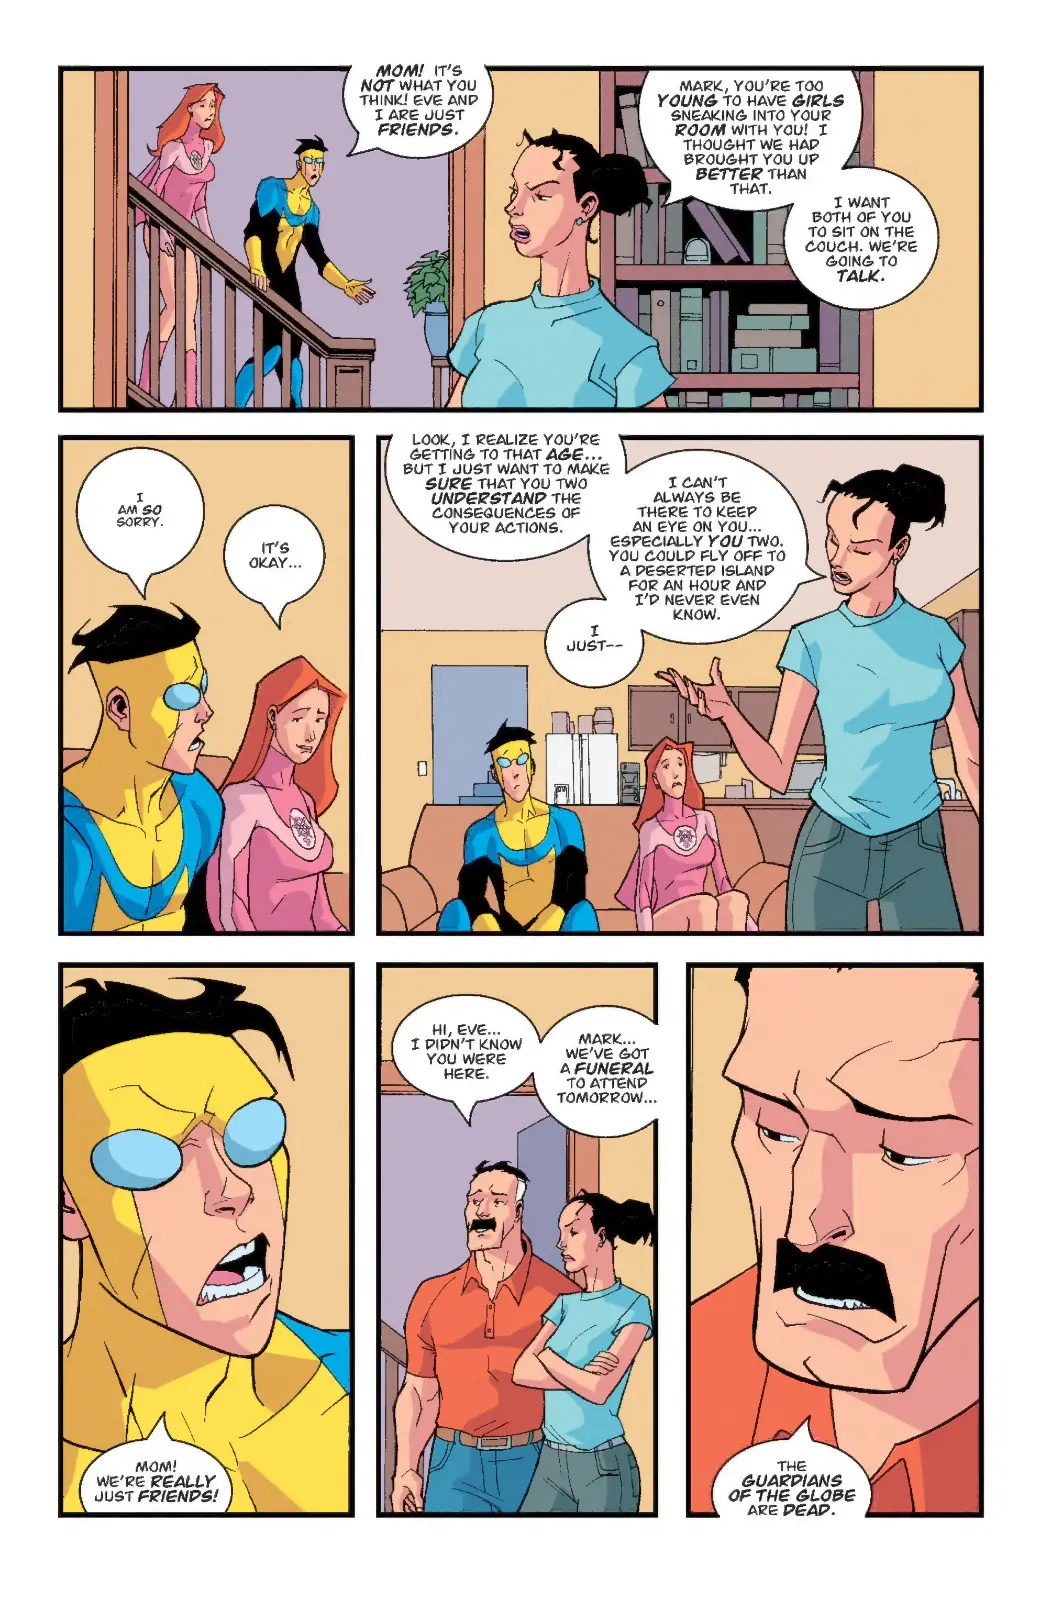 MOM! IT'S
NOT WHAT YOU
THINK! EVE AND
I ARE JUST
FRIENDS.
MARK, YOU'RE TOO
YOUNG TO HAVE GIRLS
SNEAKING INTO YOUR
ROOM WITH YOU! I
THOUGHT WE HAD
BROUGHT YOU UP
BETTER THAN
THAT.
I WANT
BOTH OF YOU
TO SIT ON THE
COUCH. WE'RE
GOING TO
TALK.
I
AM SO
SORRY.
IT'S
OKAY...
LOOK, I REALIZE YOU'RE
GETTING TO THAT AGE...
BUT I JUST WANT TO MAKE
SURE THAT YOU TWO
UNDERSTAND THE
CONSEQUENCES OF
YOUR ACTIONS.
I CAN'T
ALWAYS BE
THERE TO KEEP
AN EYE ON YOU...
ESPECIALLY YOU TWO.
YOU COULD FLY OFF TO
A DESERTED ISLAND
FOR AN HOUR AND
I'D NEVER EVEN
KNOW.
I
JUST--
MOM!
WE'RE REALLY
JUST FRIENDS!
HI, EVE...
I DIDN'T KNOW
YOU WERE
HERE.
MARK...
WE'VE GOT
A FUNERAL
TO ATTEND
TOMORROW...
THE
GUARDIANS
OF THE GLOBE
ARE DEAD.